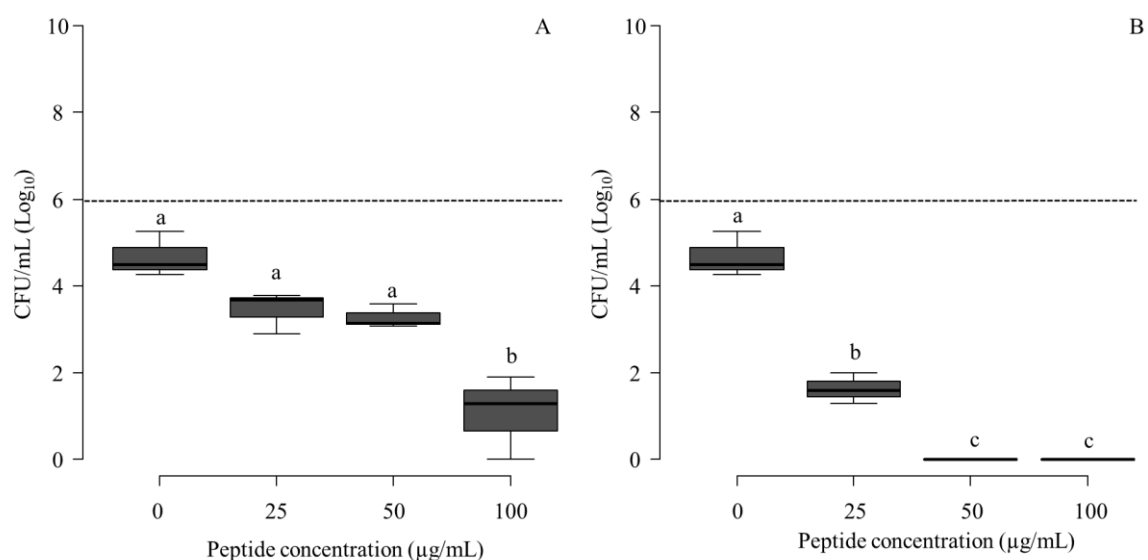 A
CFU/mL (Log10)
10
8
6
4
2
0
a
a
a
b
0 25 50 100
Peptide concentration (µg/mL)
B
CFU/mL (Log10)
10
8
6
4
2
0
a
b
c
c
0 25 50 100
Peptide concentration (µg/mL)